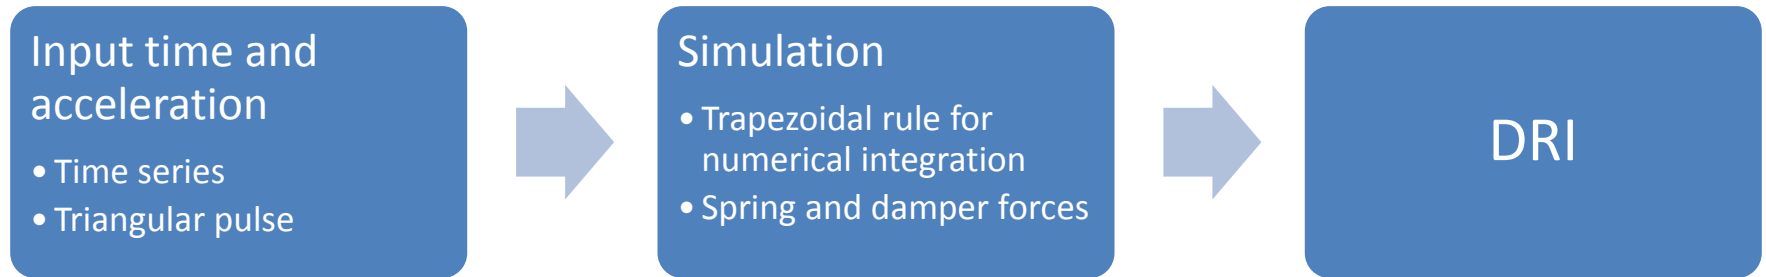 Input time and
acceleration
• Time series
• Triangular pulse
Simulation
• Trapezoidal rule for
numerical integration
• Spring and damper forces
DRI